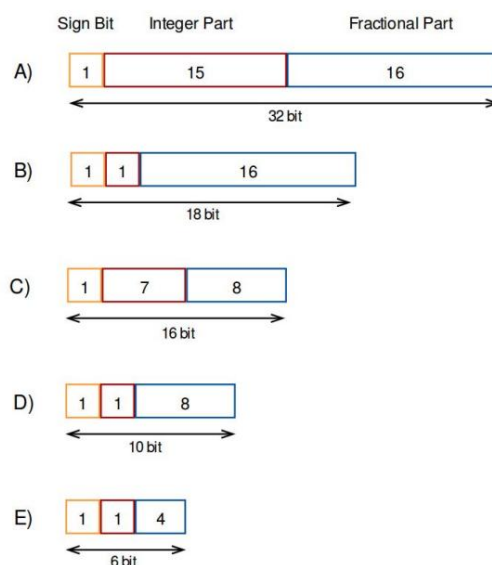 Sign Bit Integer Part Fractional Part
A) 1 15 16
32 bit
B) 1 1 16
18 bit
C) 1 7 8
16 bit
D) 1 1 8
10 bit
E) 1 1 4
6 bit